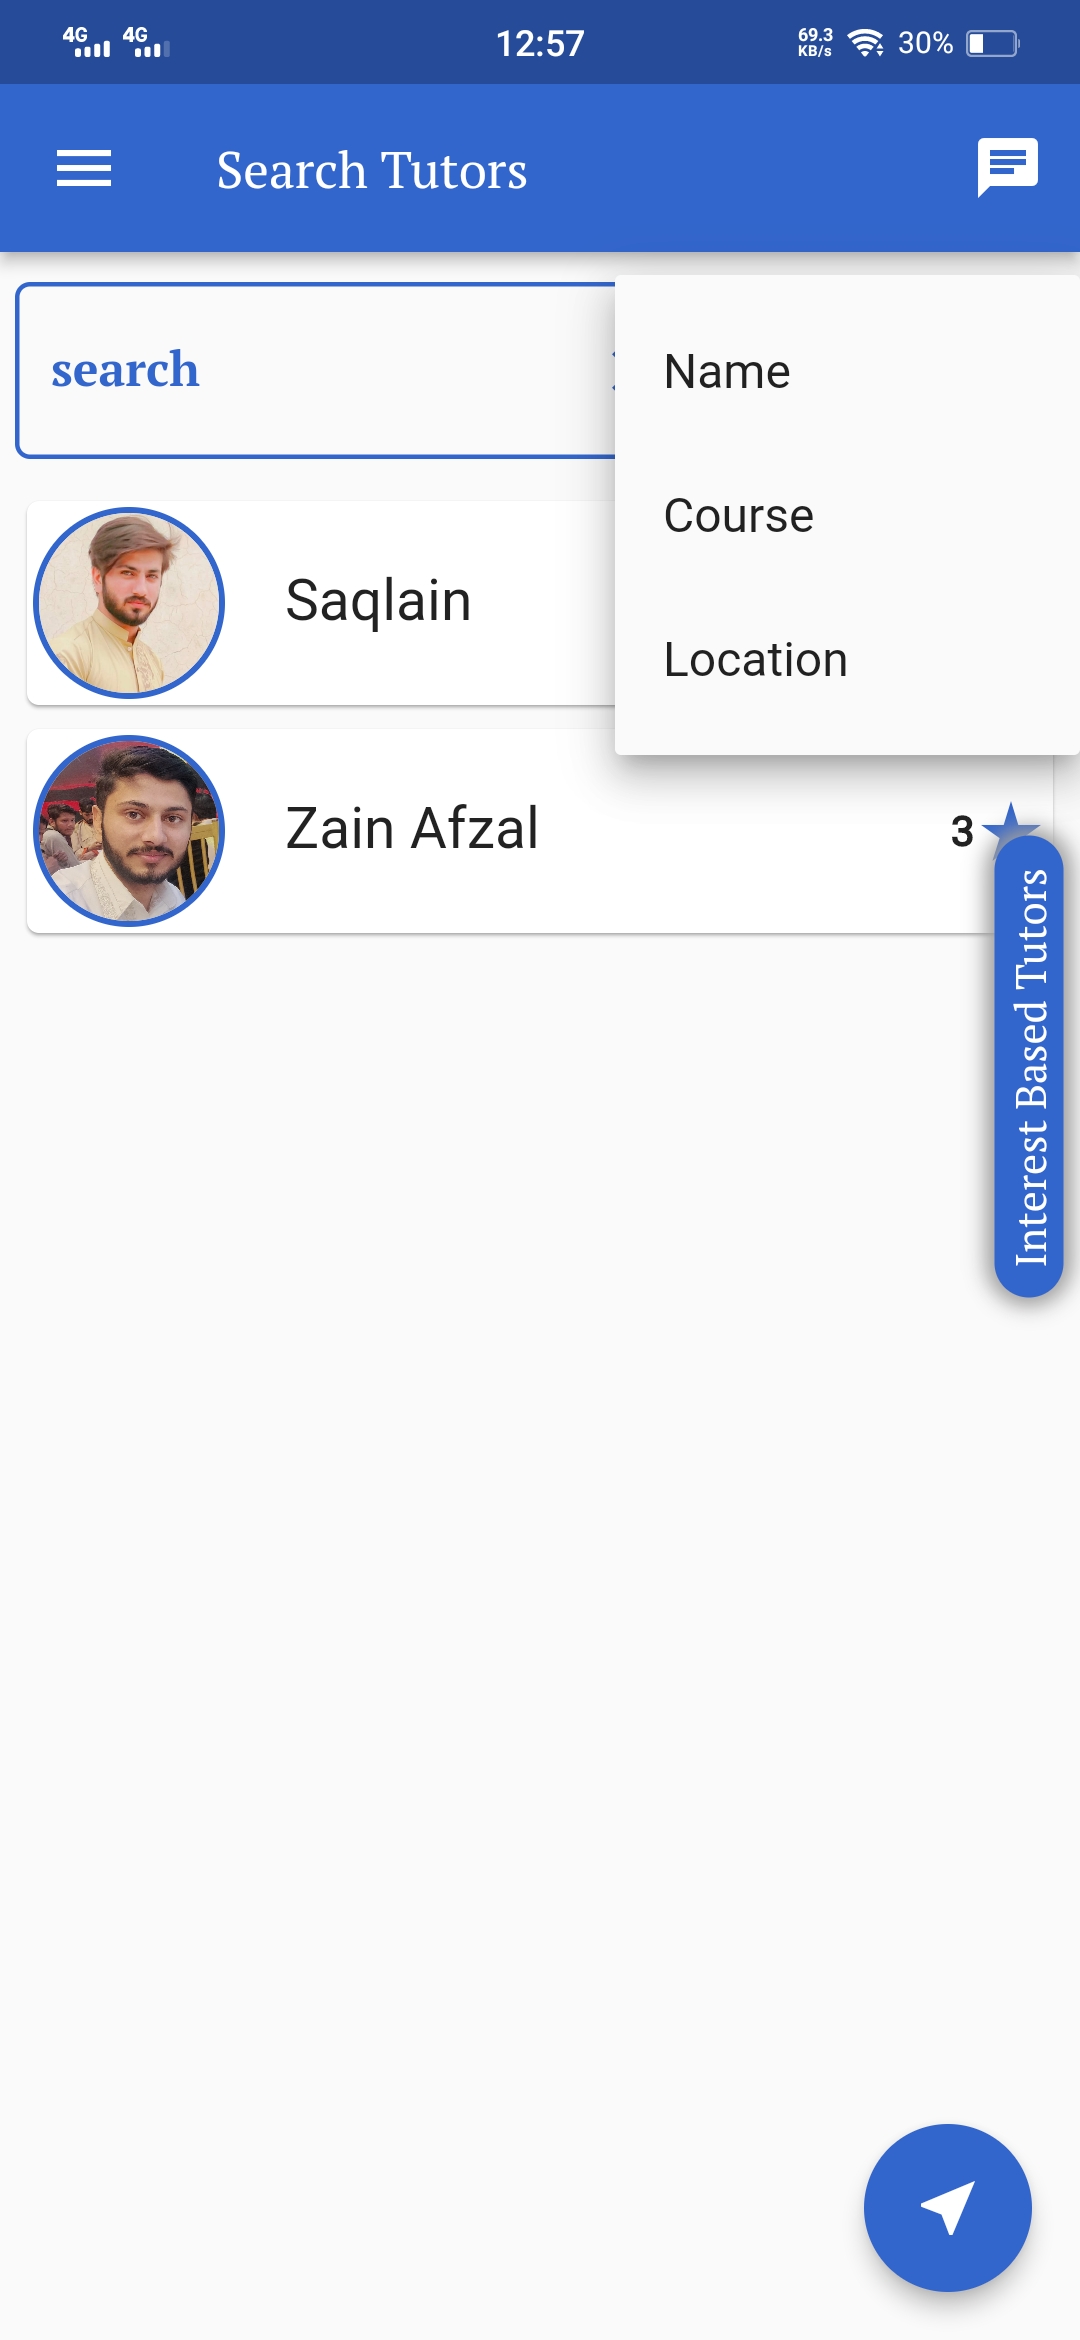 4G 4G 12:57 69.3 KB/s 30%
Search Tutors
search
Name
Course
Location
Saqlain
Zain Afzal 3
Interest Based Tutors